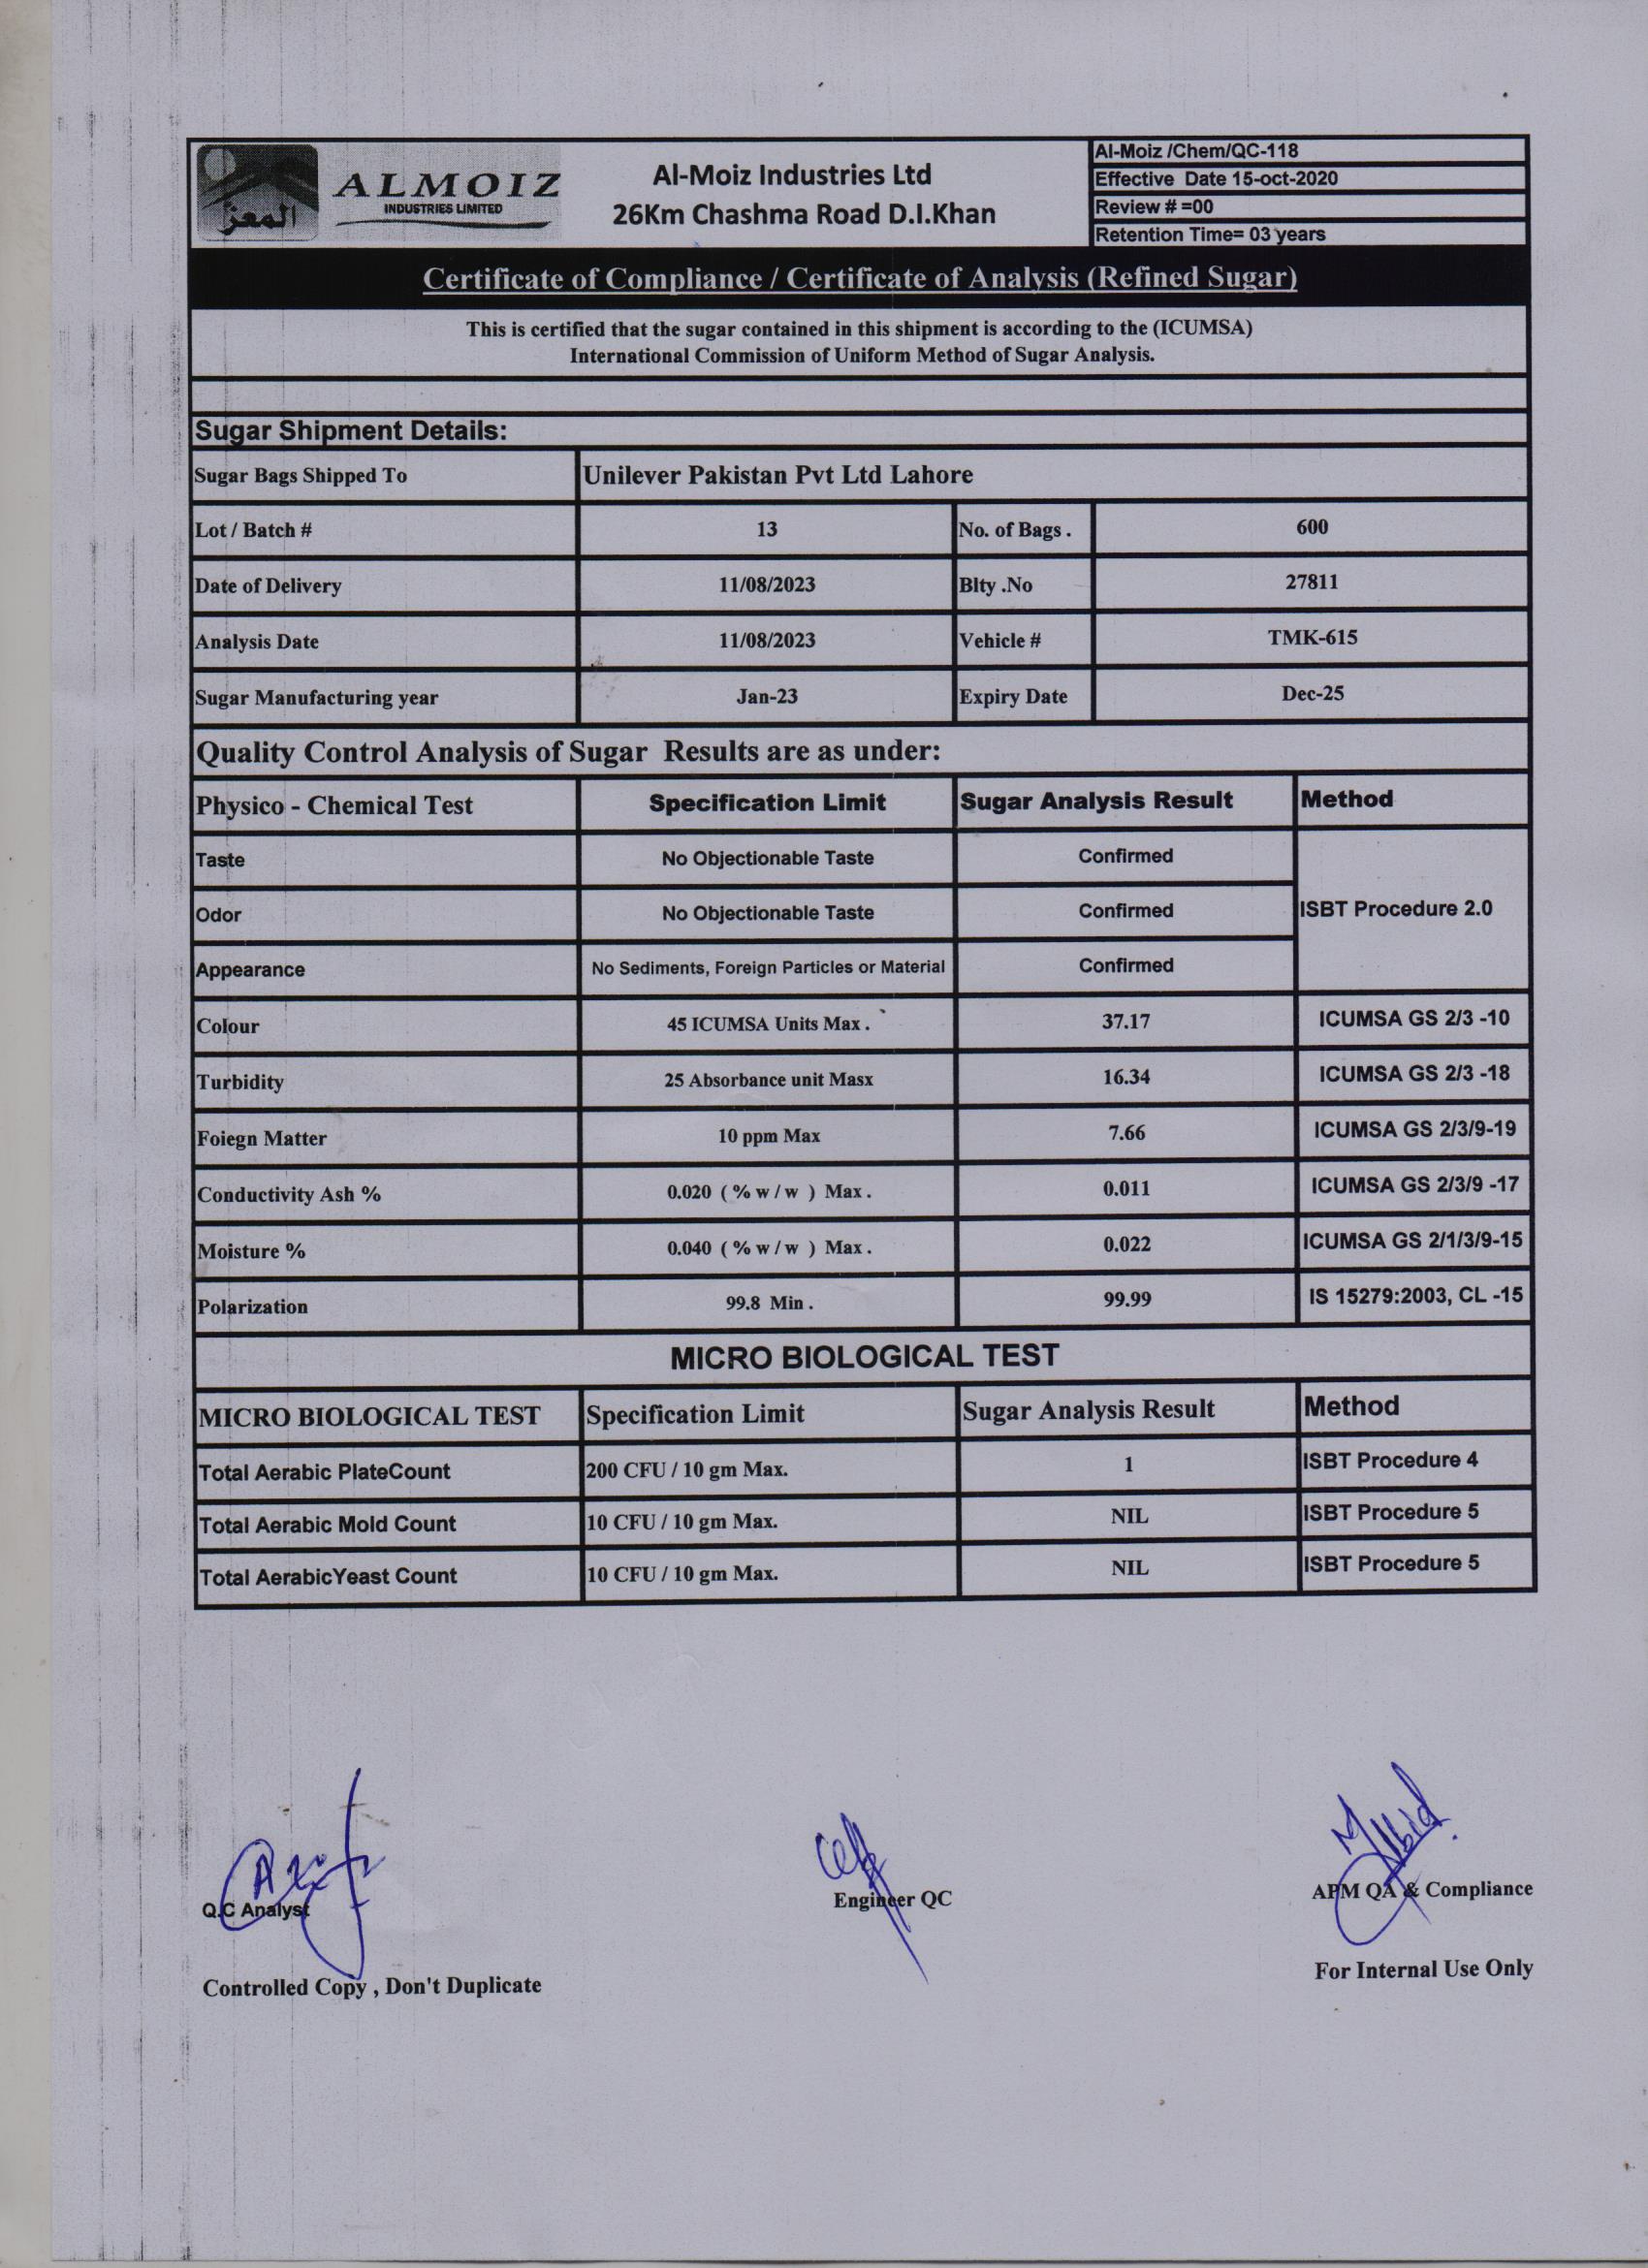 المعز
ALMOIZ
INDUSTRIES LIMITED
Al-Moiz Industries Ltd
26Km Chashma Road D.I.Khan
Al-Moiz /Chem/QC-118
Effective Date 15-oct-2020
Review # =00
Retention Time= 03 years
Certificate of Compliance / Certificate of Analysis (Refined Sugar)
This is certified that the sugar contained in this shipment is according to the (ICUMSA)
International Commission of Uniform Method of Sugar Analysis.
Sugar Shipment Details:
Sugar Bags Shipped To Unilever Pakistan Pvt Ltd Lahore
Lot / Batch # 13 No. of Bags . 600
Date of Delivery 11/08/2023 Blty .No 27811
Analysis Date 11/08/2023 Vehicle # TMK-615
Sugar Manufacturing year Jan-23 Expiry Date Dec-25
Quality Control Analysis of Sugar Results are as under:
Physico - Chemical Test Specification Limit Sugar Analysis Result Method
Taste No Objectionable Taste Confirmed
Odor No Objectionable Taste Confirmed ISBT Procedure 2.0
Appearance No Sediments, Foreign Particles or Material Confirmed
Colour 45 ICUMSA Units Max . 37.17 ICUMSA GS 2/3 -10
Turbidity 25 Absorbance unit Masx 16.34 ICUMSA GS 2/3 -18
Foiegn Matter 10 ppm Max 7.66 ICUMSA GS 2/3/9-19
Conductivity Ash % 0.020 ( % w / w ) Max . 0.011 ICUMSA GS 2/3/9 -17
Moisture % 0.040 ( % w / w ) Max . 0.022 ICUMSA GS 2/1/3/9-15
Polarization 99.8 Min . 99.99 IS 15279:2003, CL -15
MICRO BIOLOGICAL TEST
MICRO BIOLOGICAL TEST Specification Limit Sugar Analysis Result Method
Total Aerabic PlateCount 200 CFU / 10 gm Max. 1 ISBT Procedure 4
Total Aerabic Mold Count 10 CFU / 10 gm Max. NIL ISBT Procedure 5
Total AerabicYeast Count 10 CFU / 10 gm Max. NIL ISBT Procedure 5
Q.C Analyst Engineer QC APM QA & Compliance
Controlled Copy , Don't Duplicate For Internal Use Only